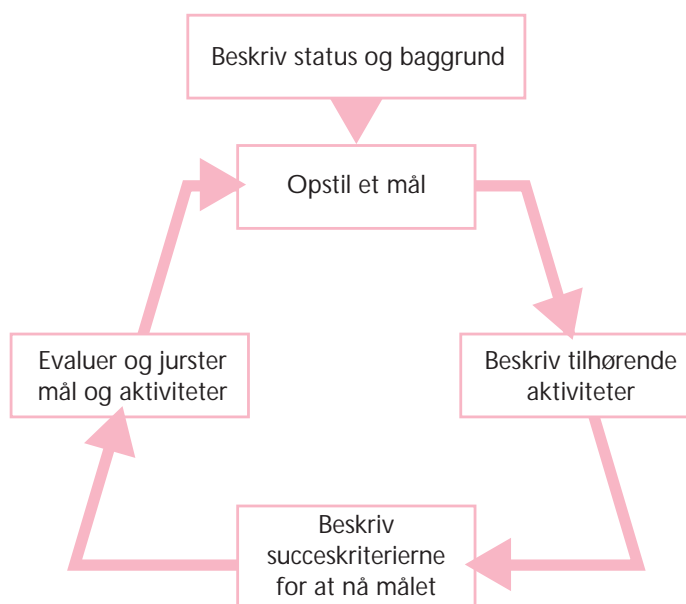 Beskriv status og baggrund
Opstil et mål
Evaluer og jurster
mål og aktiviteter
Beskriv tilhørende
aktiviteter
Beskriv
succeskriterierne
for at nå målet